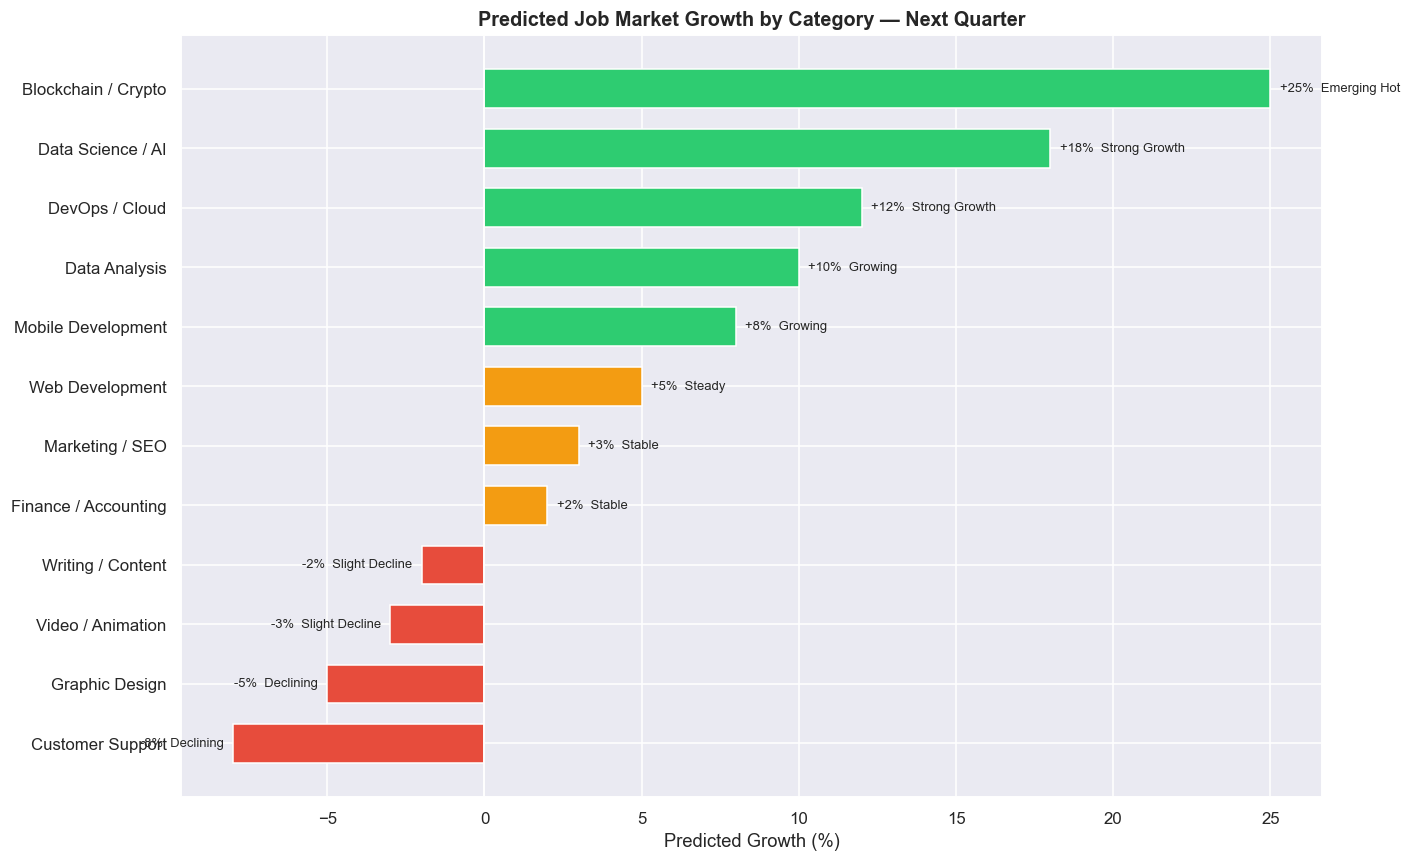 Predicted Job Market Growth by Category — Next Quarter
Blockchain / Crypto
+25%  Emerging Hot
Data Science / AI
+18%  Strong Growth
DevOps / Cloud
+12%  Strong Growth
Data Analysis
+10%  Growing
Mobile Development
+8%  Growing
Web Development
+5%  Steady
Marketing / SEO
+3%  Stable
Finance / Accounting
+2%  Stable
Writing / Content
-2%  Slight Decline
Video / Animation
-3%  Slight Decline
Graphic Design
-5%  Declining
Customer Support
-8%  Declining
−5 0 5 10 15 20 25
Predicted Growth (%)